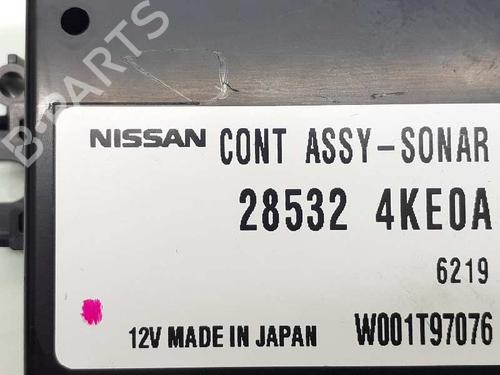 B-PARTS
NISSAN CONT ASSY-SONAR
28532 4KE0A
6219
12V MADE IN JAPAN W001T97076